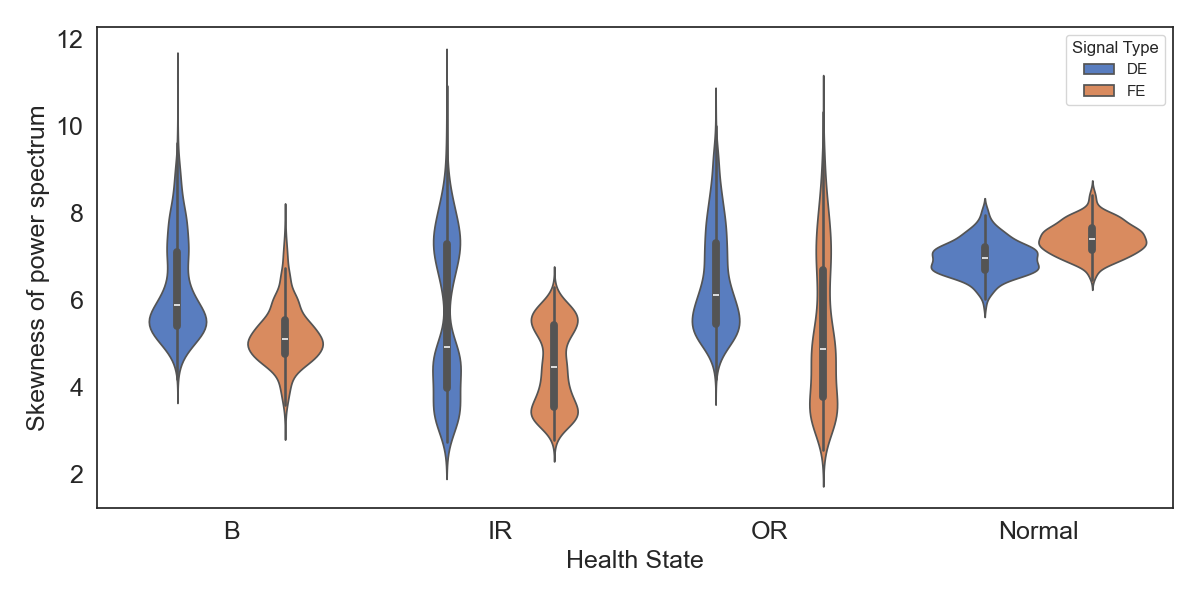 Skewness of power spectrum
12
10
8
6
4
2
Signal Type
DE
FE
B
IR
OR
Normal
Health State